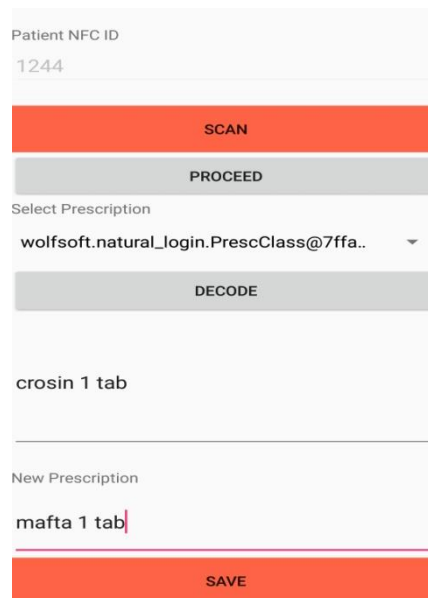 Patient NFC ID
1244
SCAN
PROCEED
Select Prescription
wolfsoft.natural_login.PrescClass@7ffa..
DECODE
crosin 1 tab
New Prescription
mafta 1 tab
SAVE